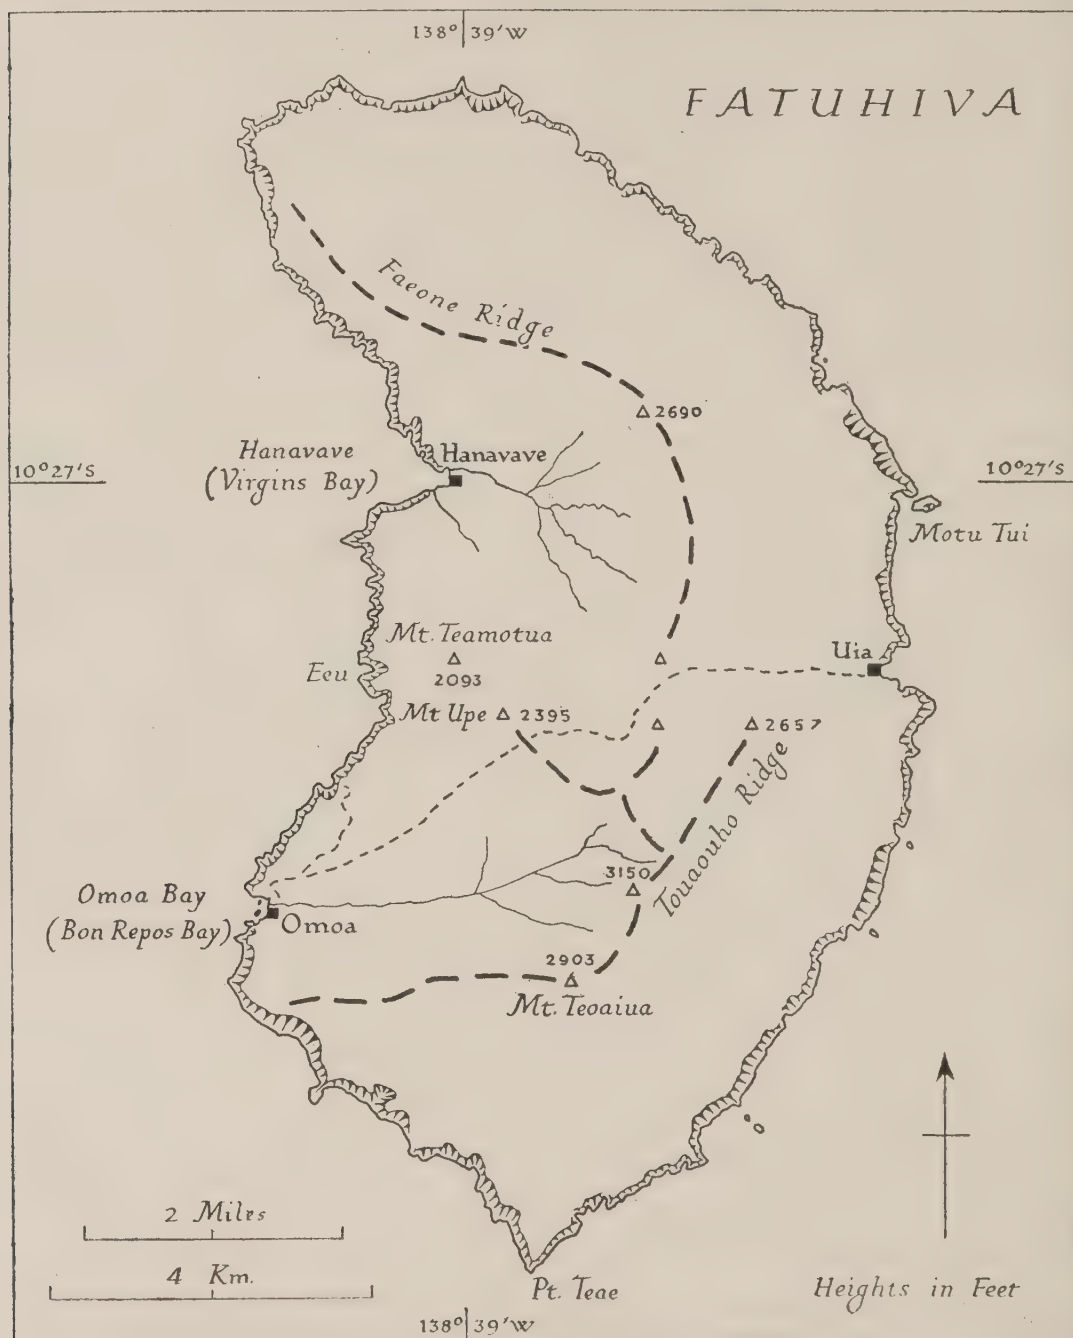 138° 39'W
FATUHIVA
Faeone Ridge
2690
Hanavave
(Virgins Bay)
Hanavave
10°27'S
10°27'S
Motu Tui
Mt. Teamotua
2093
Eeu
Uia
Mt Upe 2395
2657
Touaouho Ridge
3150
Omoa Bay
(Bon Repos Bay)
Omoa
2903
Mt. Teoaiua
2 Miles
4 Km.
Pt. Teae
Heights in Feet
138° 39'W